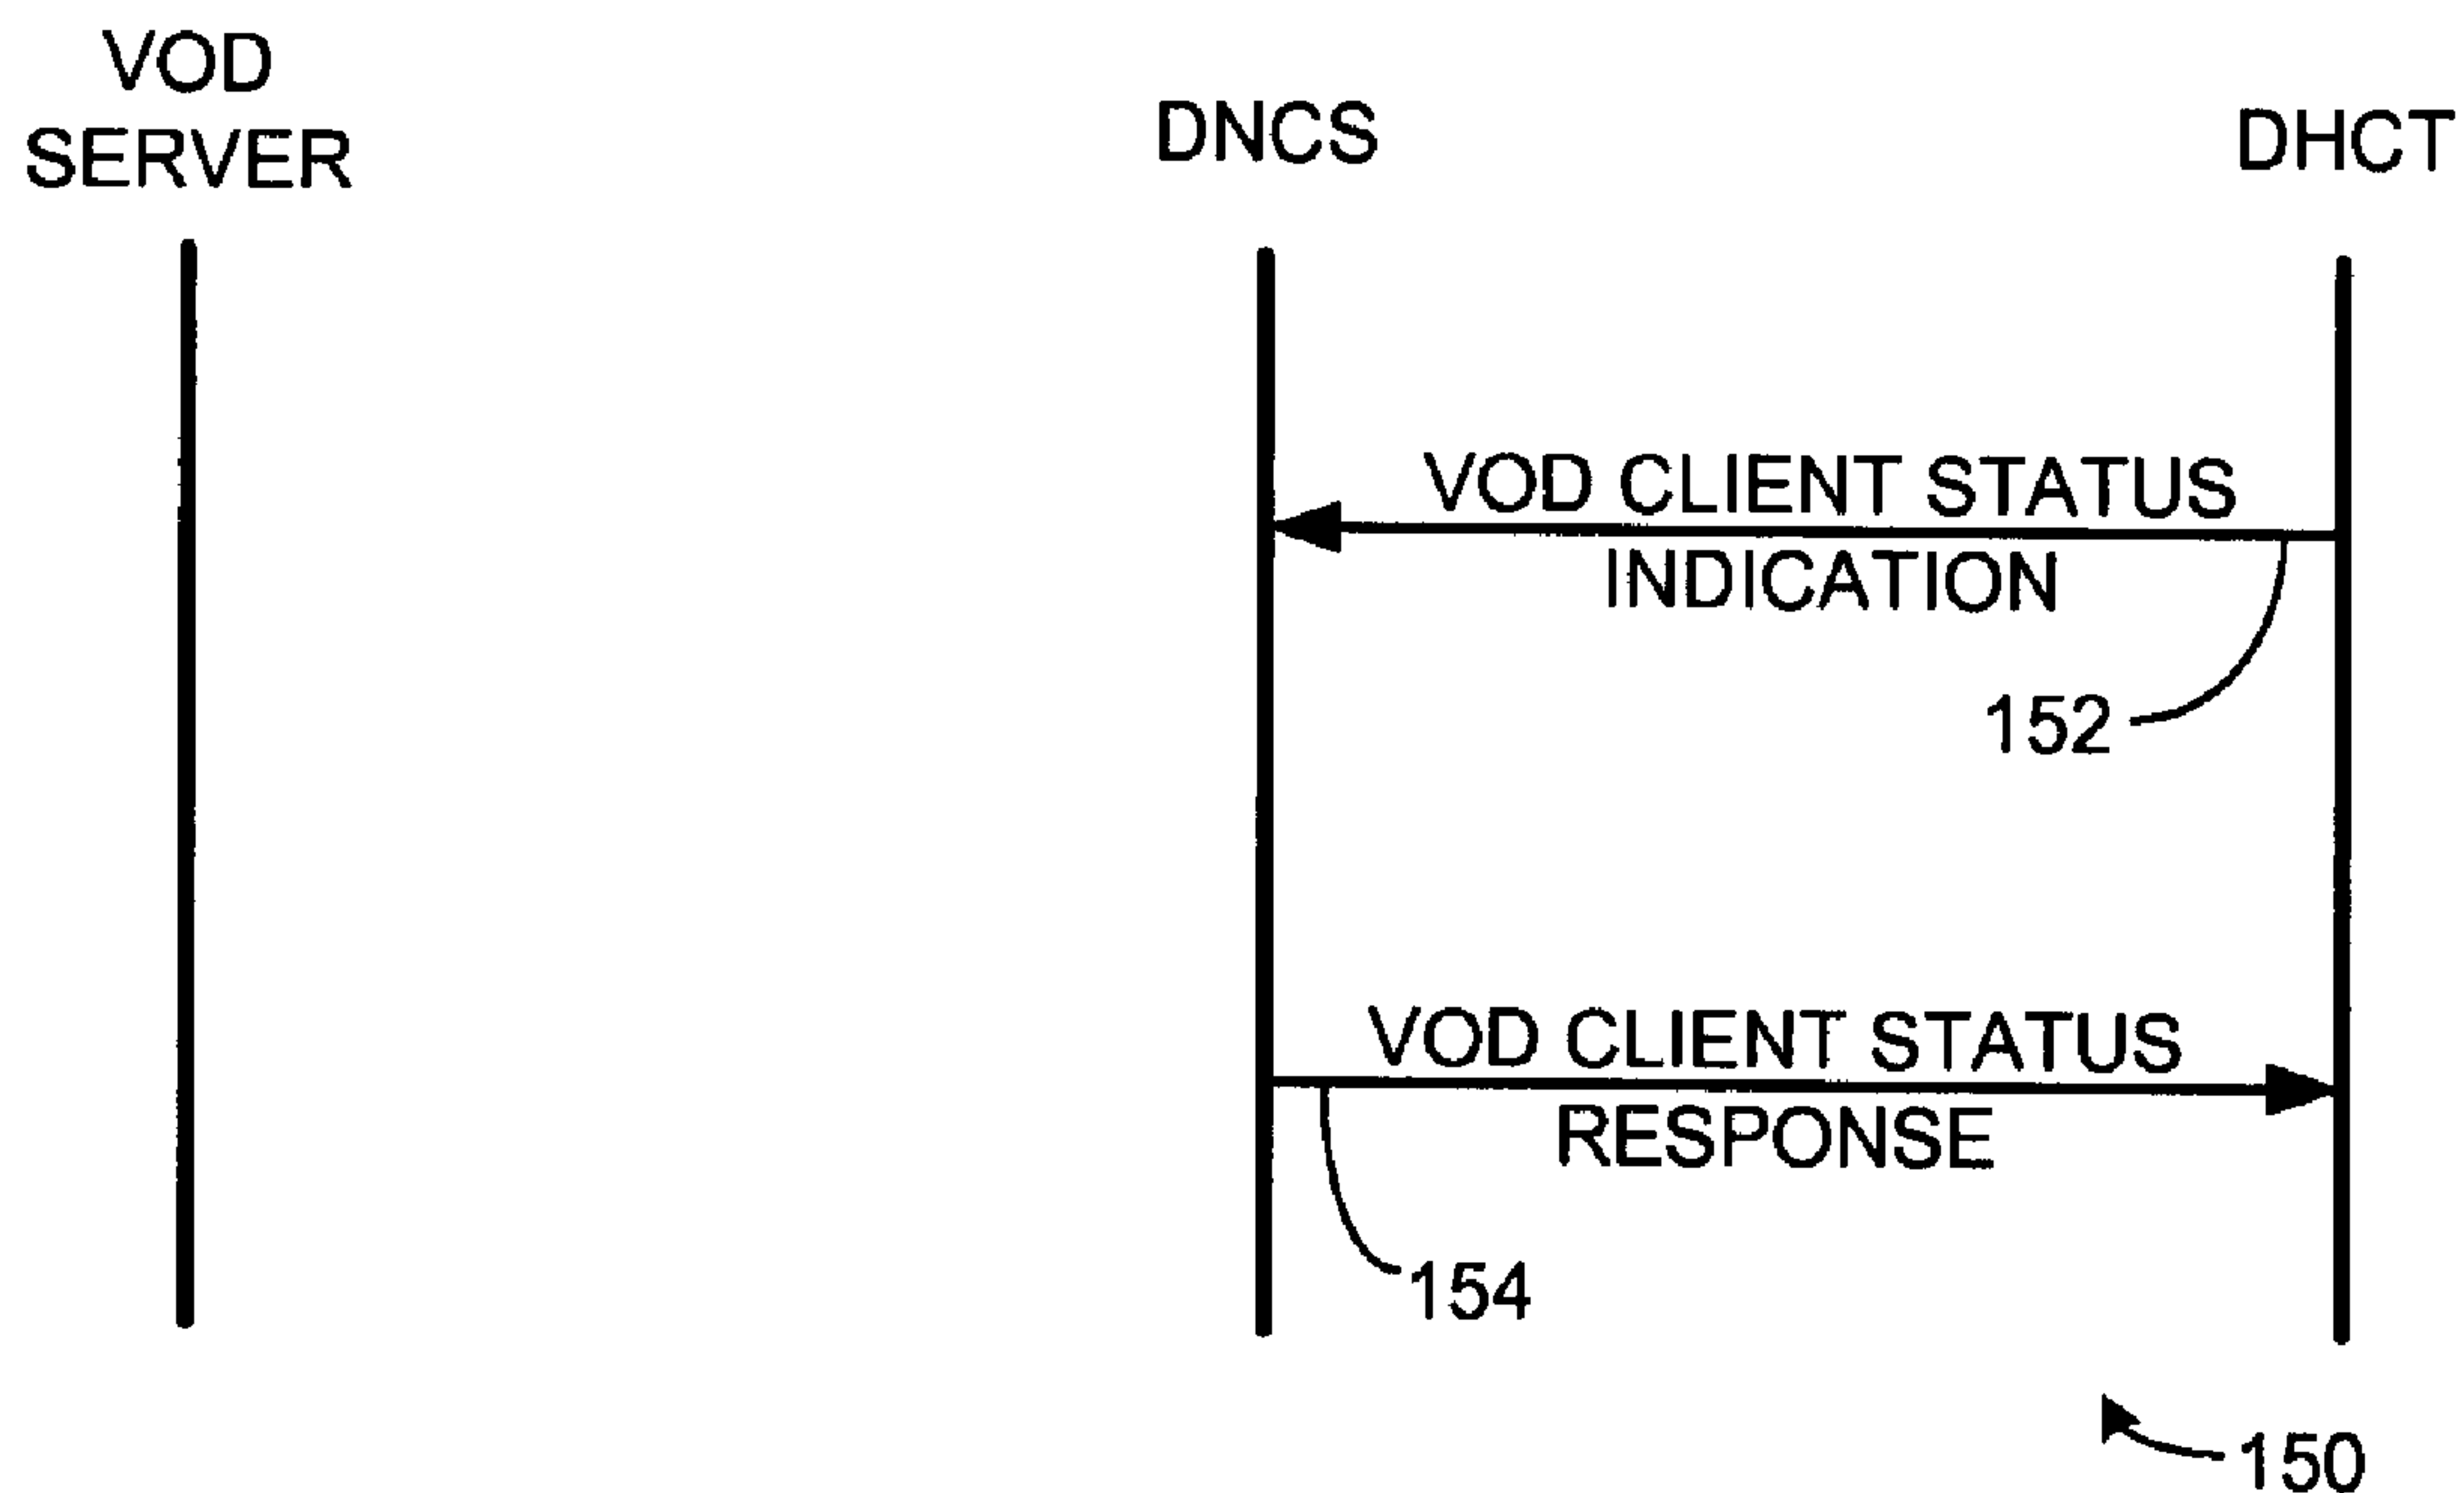 VOD
SERVER
DNCS
DHCT
VOD CLIENT STATUS
INDICATION
152
VOD CLIENT STATUS
RESPONSE
154
150